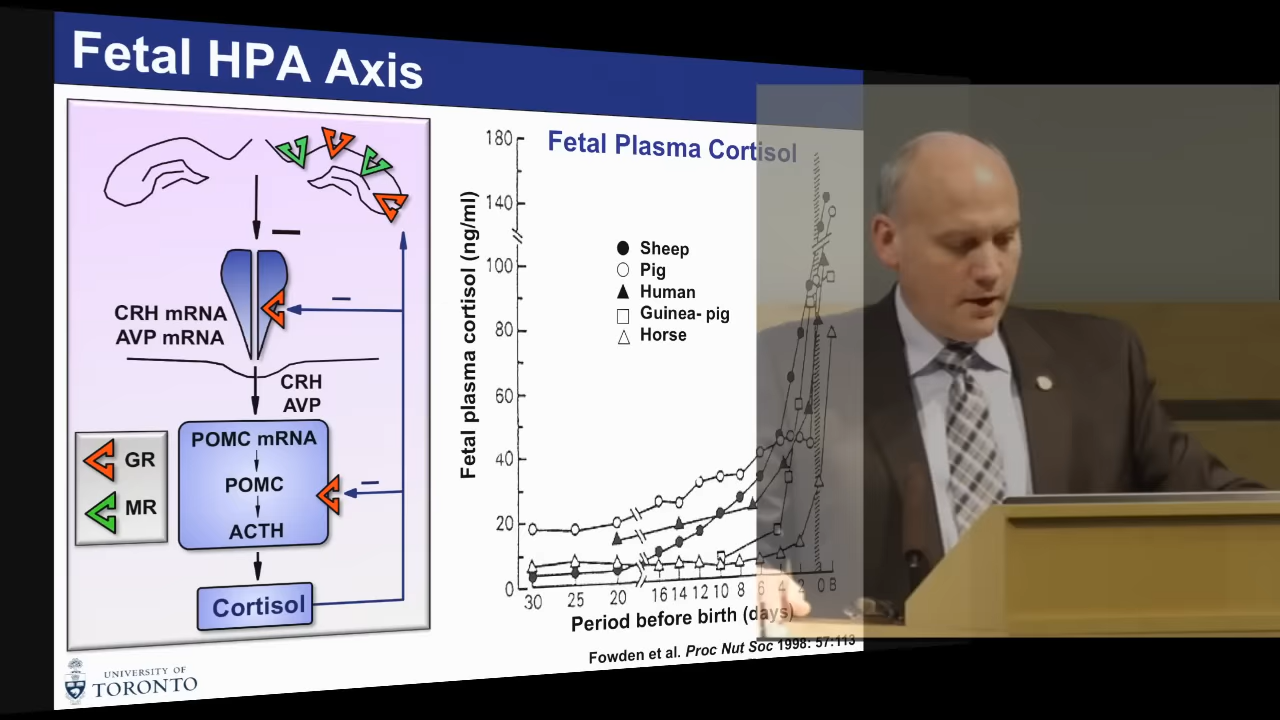 Fetal HPA Axis
CRH mRNA
AVP mRNA
CRH
AVP
GR
MR
POMC mRNA
POMC
ACTH
Cortisol
UNIVERSITY OF
TORONTO
Fetal Plasma Cortisol
Fetal plasma cortisol (ng/ml)
180
140
100
80
60
40
20
0
Sheep
Pig
Human
Guinea- pig
Horse
30 25 20 16 14 12 10 8 6 4 2 0 B
Period before birth (days)
Fowden et al. Proc Nut Soc 1998: 57:113